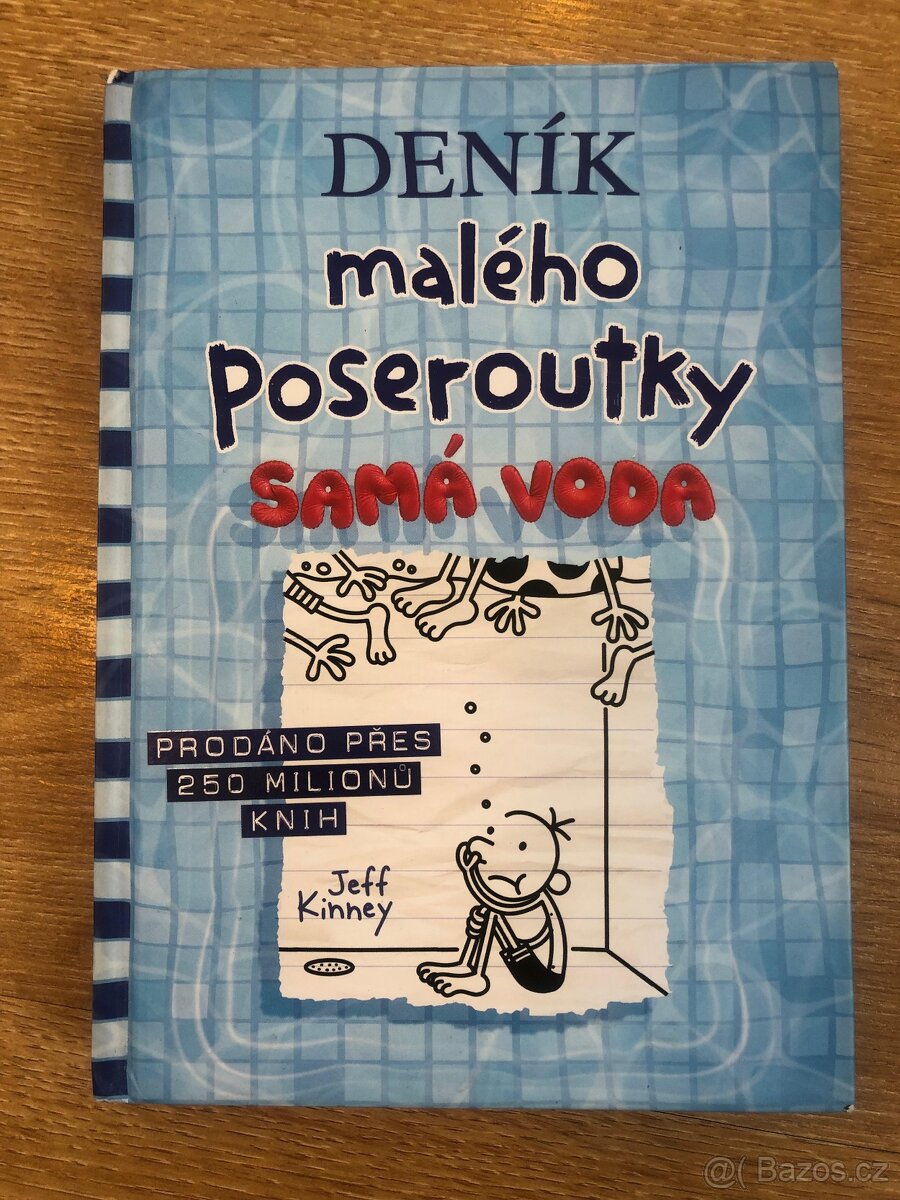 DENÍK
malého
Poseroutky
SAMÁ VODA
PRODÁNO PŘES
250 MILIONŮ
KNIH
Jeff
Kinney
@( Bazos.cz